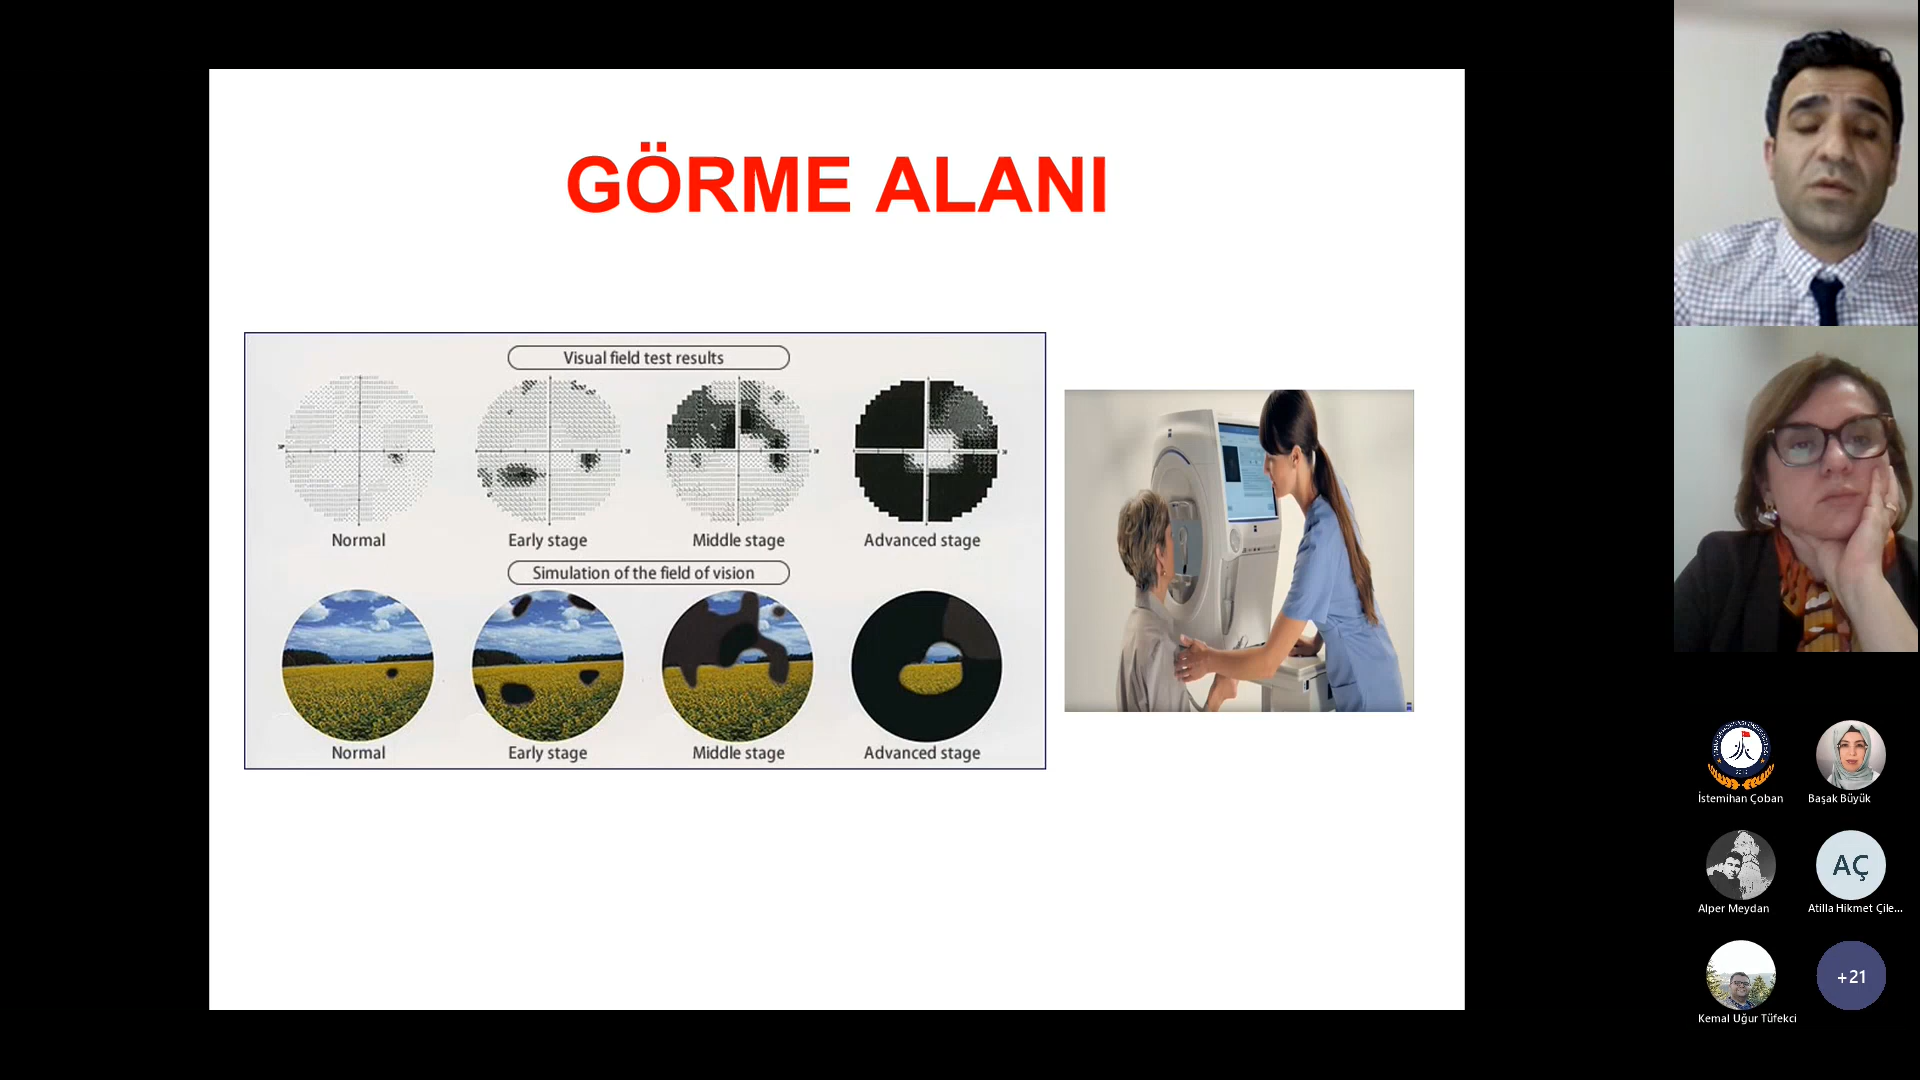 GÖRME ALANI
Visual field test results
Normal
Early stage
Middle stage
Advanced stage
Simulation of the field of vision
Normal
Early stage
Middle stage
Advanced stage
İstemihan Çoban
Başak Büyük
Alper Meydan
AÇ
Atilla Hikmet Çile...
Kemal Uğur Tüfekci
+21